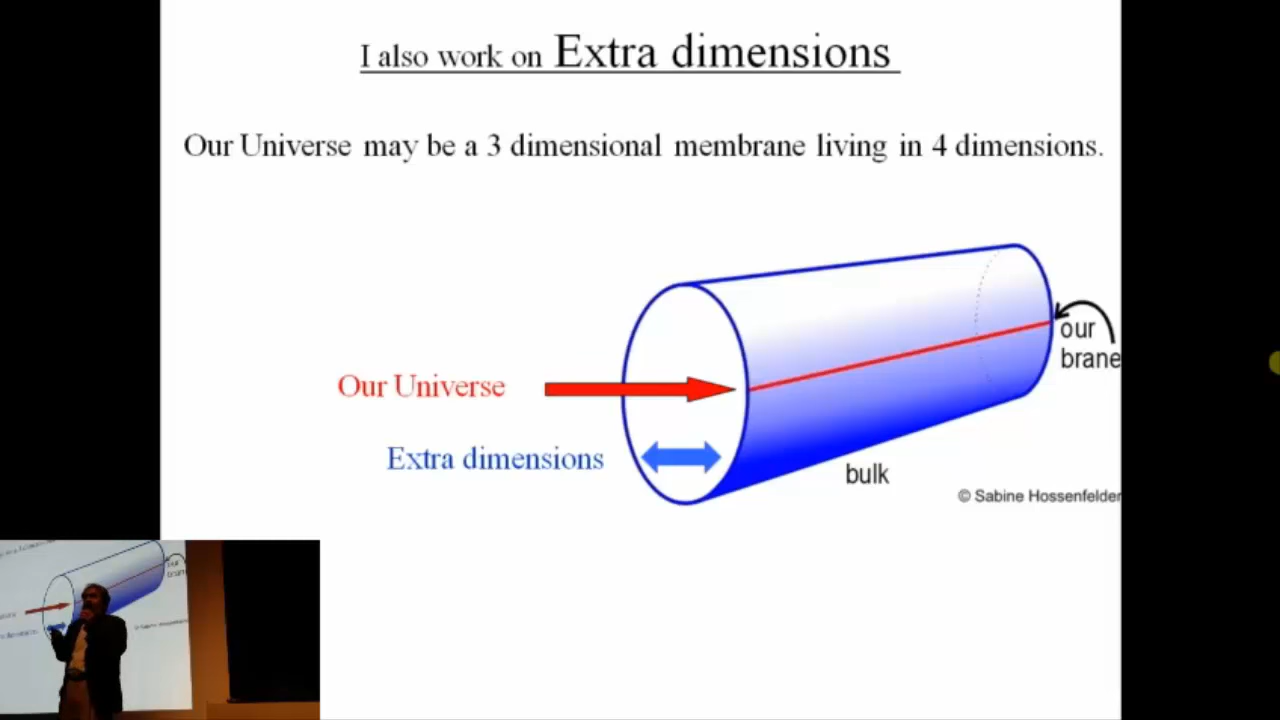 I also work on Extra dimensions
Our Universe may be a 3 dimensional membrane living in 4 dimensions.
our
brane
Our Universe
Extra dimensions
bulk
© Sabine Hossenfelder